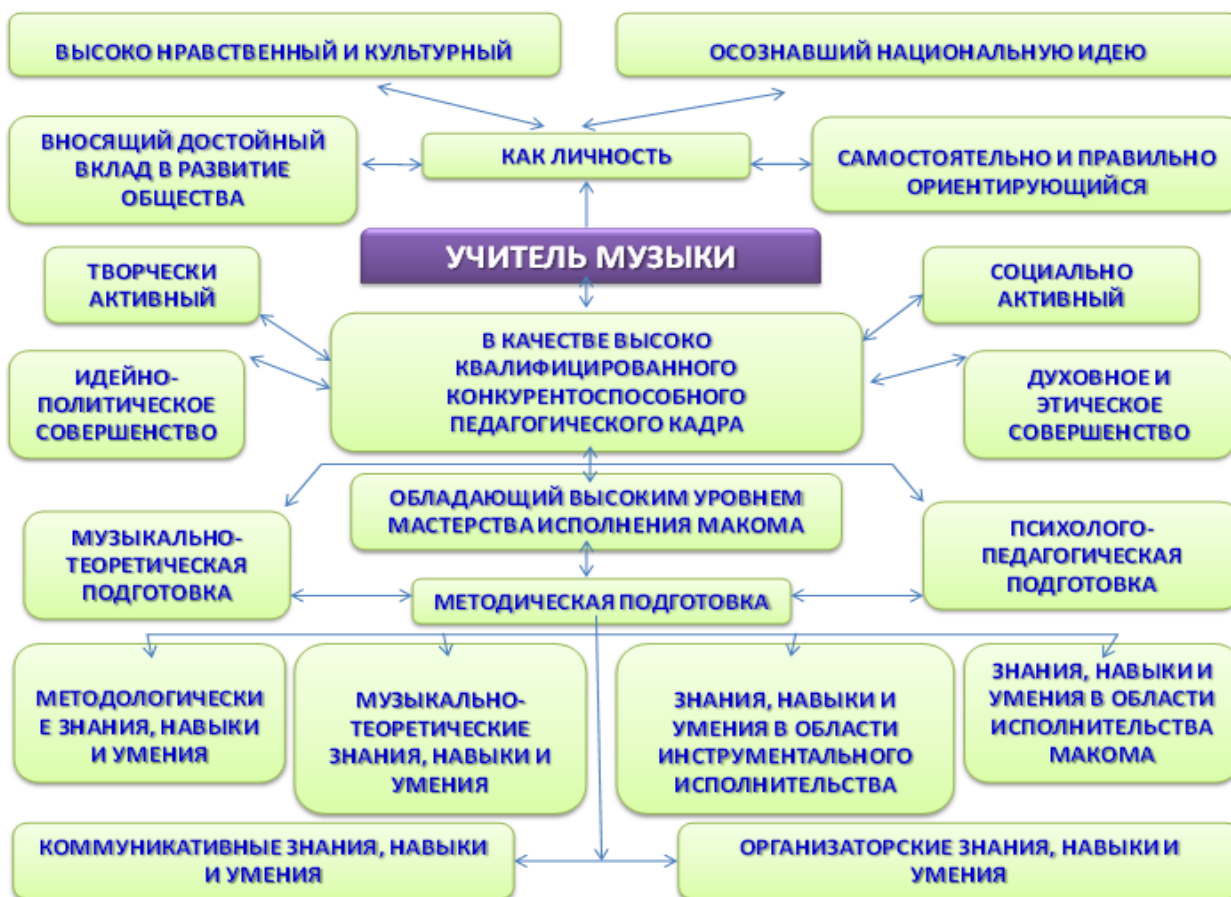 ВЫСОКО НРАВСТВЕННЫЙ И КУЛЬТУРНЫЙ
ОСОЗНАВШИЙ НАЦИОНАЛЬНУЮ ИДЕЮ
ВНОСЯЩИЙ ДОСТОЙНЫЙ
ВКЛАД В РАЗВИТИЕ
ОБЩЕСТВА
КАК ЛИЧНОСТЬ
САМОСТОЯТЕЛЬНО И ПРАВИЛЬНО
ОРИЕНТИРУЮЩИЙСЯ
УЧИТЕЛЬ МУЗЫКИ
ТВОРЧЕСКИ
АКТИВНЫЙ
СОЦИАЛЬНО
АКТИВНЫЙ
В КАЧЕСТВЕ ВЫСОКО
КВАЛИФИЦИРОВАННОГО
КОНКУРЕНТОСПОСОБНОГО
ПЕДАГОГИЧЕСКОГО КАДРА
ИДЕЙНО-
ПОЛИТИЧЕСКОЕ
СОВЕРШЕНСТВО
ДУХОВНОЕ И
ЭТИЧЕСКОЕ
СОВЕРШЕНСТВО
ОБЛАДАЮЩИЙ ВЫСОКИМ УРОВНЕМ
МАСТЕРСТВА ИСПОЛНЕНИЯ МАКОМА
МУЗЫКАЛЬНО-
ТЕОРЕТИЧЕСКАЯ
ПОДГОТОВКА
ПСИХОЛОГО-
ПЕДАГОГИЧЕСКАЯ
ПОДГОТОВКА
МЕТОДИЧЕСКАЯ ПОДГОТОВКА
МЕТОДОЛОГИЧЕСКИ
Е ЗНАНИЯ, НАВЫКИ
И УМЕНИЯ
МУЗЫКАЛЬНО-
ТЕОРЕТИЧЕСКИЕ
ЗНАНИЯ, НАВЫКИ И
УМЕНИЯ
ЗНАНИЯ, НАВЫКИ И
УМЕНИЯ В ОБЛАСТИ
ИНСТРУМЕНТАЛЬНОГО
ИСПОЛНИТЕЛЬСТВА
ЗНАНИЯ, НАВЫКИ И
УМЕНИЯ В ОБЛАСТИ
ИСПОЛНИТЕЛЬСТВА
МАКОМА
КОММУНИКАТИВНЫЕ ЗНАНИЯ, НАВЫКИ
И УМЕНИЯ
ОРГАНИЗАТОРСКИЕ ЗНАНИЯ, НАВЫКИ И
УМЕНИЯ